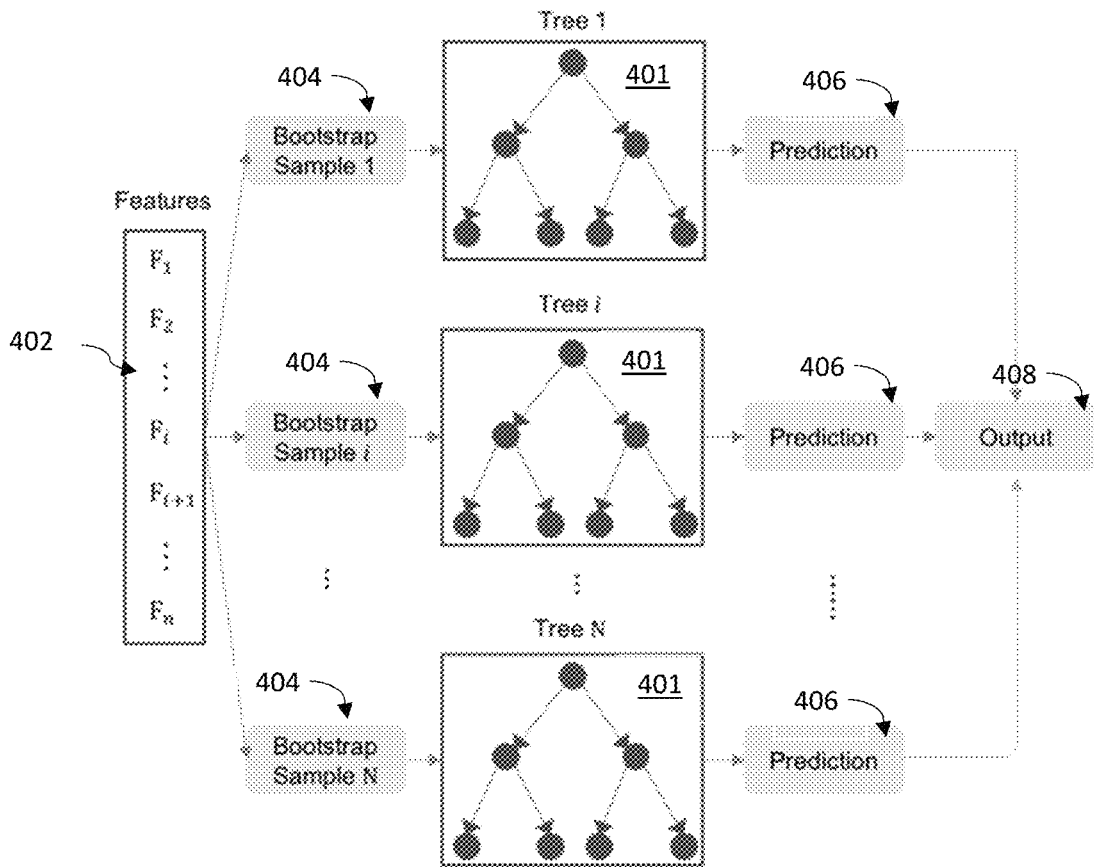 Tree 1
404
401
406
Bootstrap
Sample 1
Prediction
Features
F₁
F₂
⋮
Fᵢ
Fᵢ₊₁
⋮
Fₙ
402
Tree i
404
401
406
408
Bootstrap
Sample i
Prediction
Output
⋮
⋮
⋮
Tree N
404
401
406
Bootstrap
Sample N
Prediction